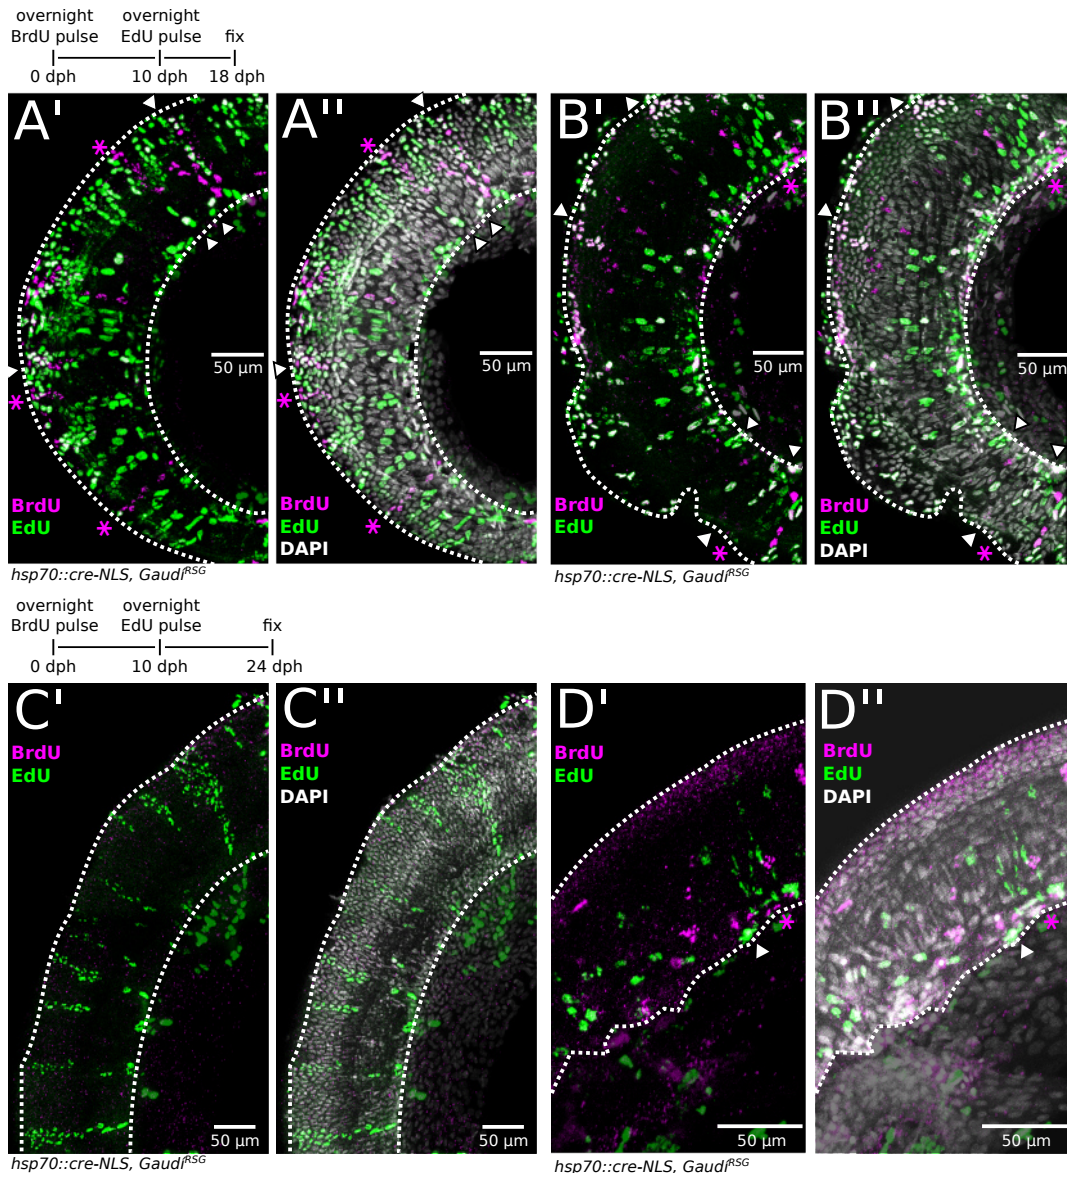 overnight overnight
BrdU pulse EdU pulse fix
0 dph 10 dph 18 dph
A' A'' B' B''
50 µm 50 µm 50 µm 50 µm
BrdU BrdU BrdU BrdU
EdU EdU EdU EdU
DAPI DAPI
hsp70::cre-NLS, Gaudí^RSG hsp70::cre-NLS, Gaudí^RSG
overnight overnight
BrdU pulse EdU pulse fix
0 dph 10 dph 24 dph
C' C'' D' D''
BrdU BrdU BrdU BrdU
EdU EdU EdU EdU
DAPI DAPI
50 µm 50 µm 50 µm 50 µm
hsp70::cre-NLS, Gaudí^RSG hsp70::cre-NLS, Gaudí^RSG